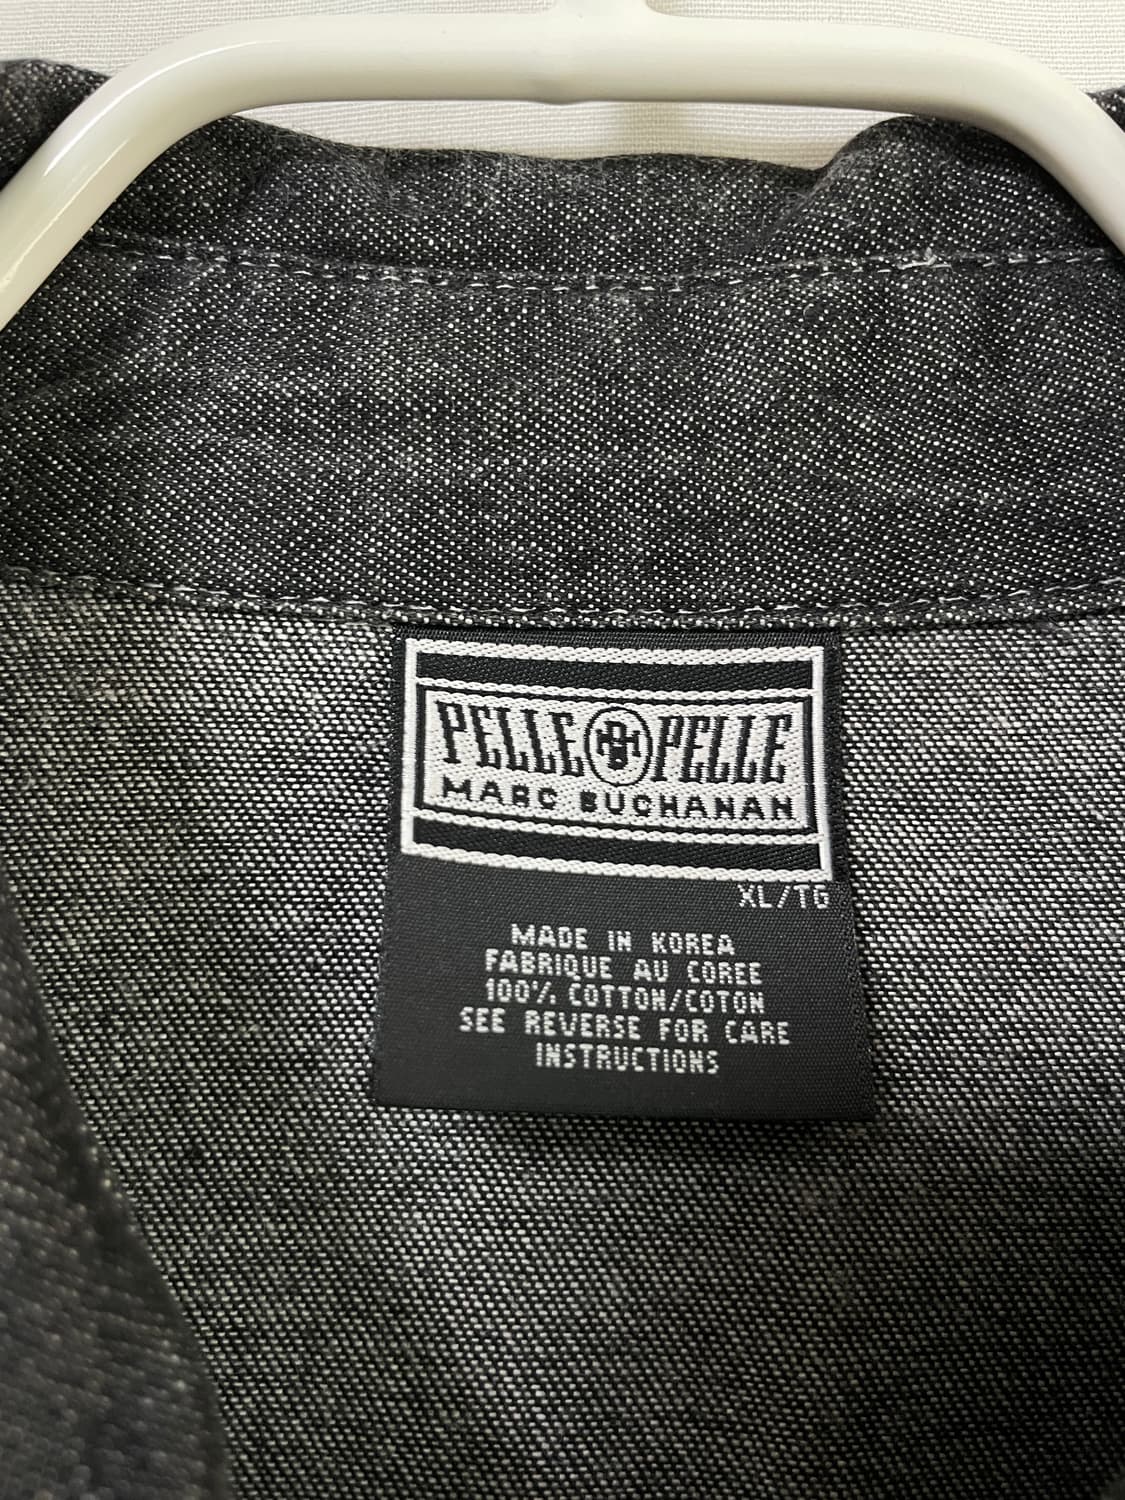 PELLE PELLE
MARC BUCHANAN
XL/TG
MADE IN KOREA
FABRIQUE AU COREE
100% COTTON/COTON
SEE REVERSE FOR CARE
INSTRUCTIONS